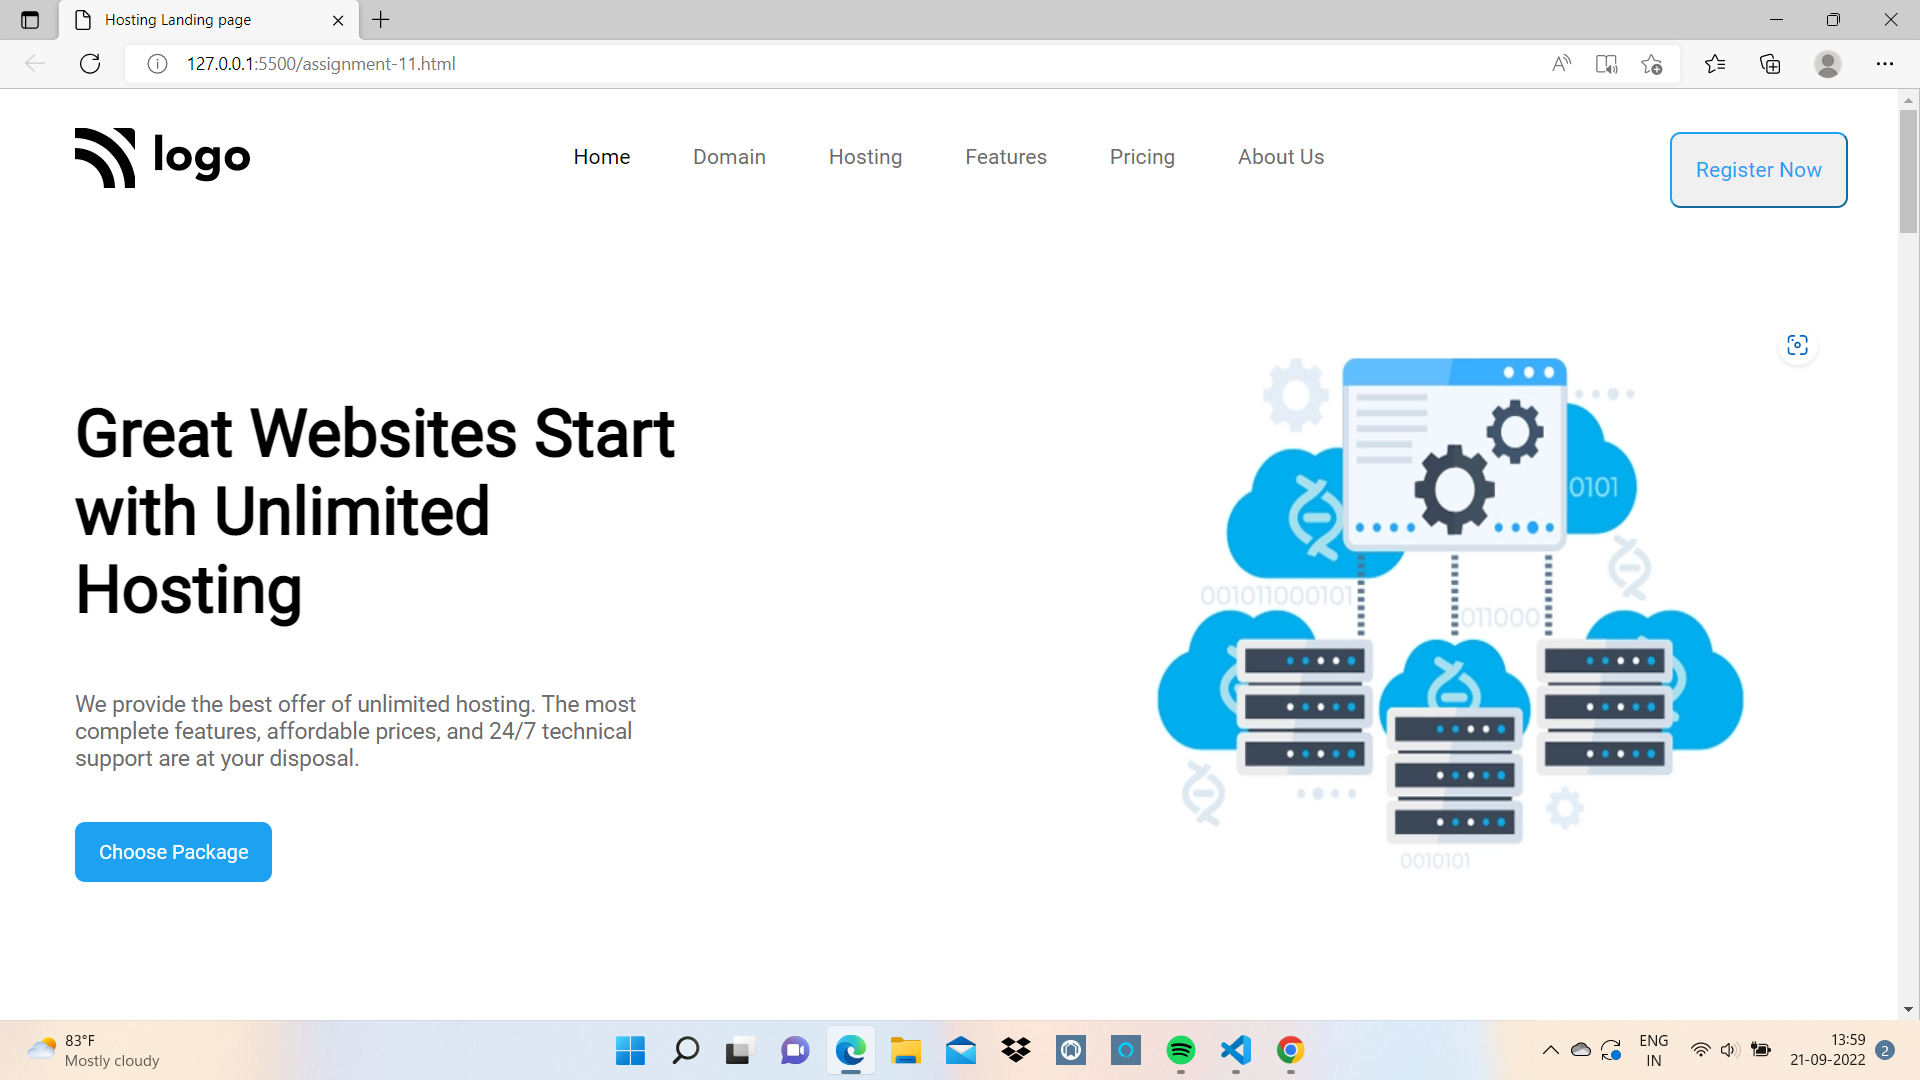 Hosting Landing page
127.0.0.1:5500/assignment-11.html
logo
Home
Domain
Hosting
Features
Pricing
About Us
Register Now
Great Websites Start
with Unlimited
Hosting
We provide the best offer of unlimited hosting. The most
complete features, affordable prices, and 24/7 technical
support are at your disposal.
Choose Package
0101
001011000101
011000
0010101
83°F
Mostly cloudy
ENG
IN
13:59
21-09-2022
2